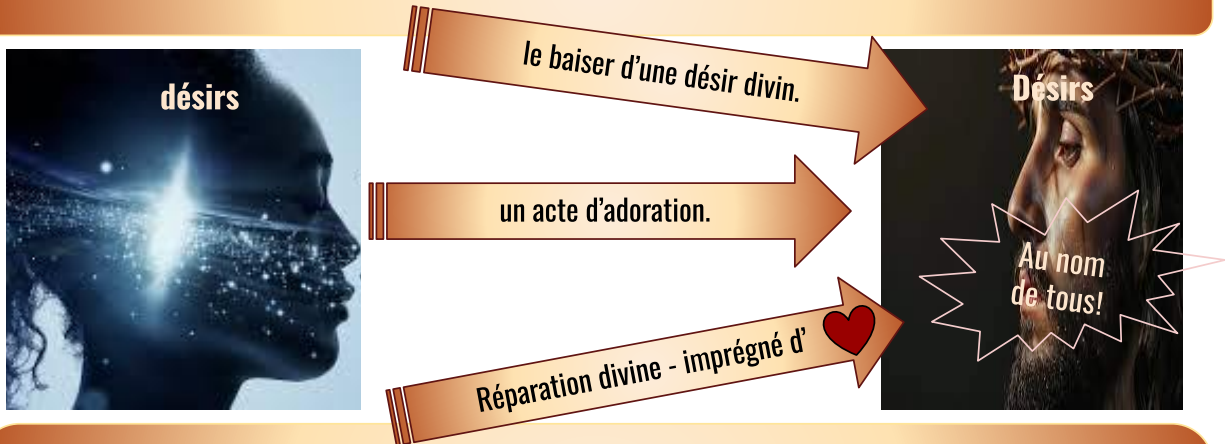 désirs
le baiser d’une désir divin.
un acte d’adoration.
Réparation divine - imprégné d’
Désirs
Au nom
de tous!